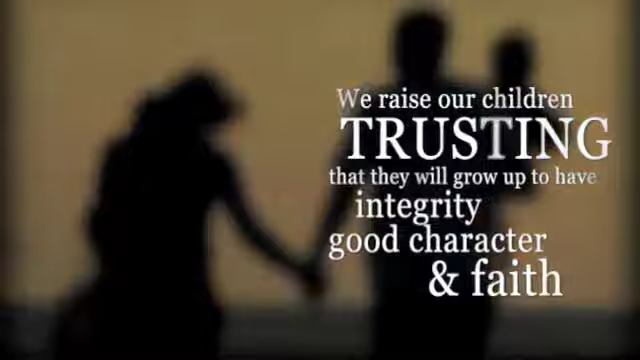 We raise our children
TRUSTING
that they will grow up to have
integrity
good character
& faith